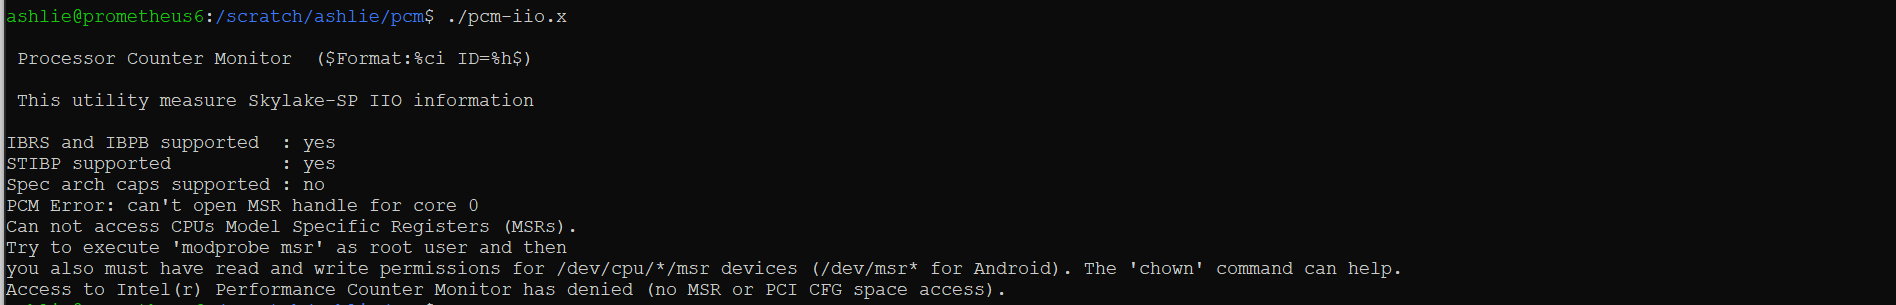 ashlie@prometheus6:/scratch/ashlie/pcm$ ./pcm-iio.x
Processor Counter Monitor  ($Format:%ci ID=%h$)
This utility measure Skylake-SP IIO information
IBRS and IBPB supported  : yes
STIBP supported          : yes
Spec arch caps supported : no
PCM Error: can't open MSR handle for core 0
Can not access CPUs Model Specific Registers (MSRs).
Try to execute 'modprobe msr' as root user and then
you also must have read and write permissions for /dev/cpu/*/msr devices (/dev/msr* for Android). The 'chown' command can help.
Access to Intel(r) Performance Counter Monitor has denied (no MSR or PCI CFG space access).